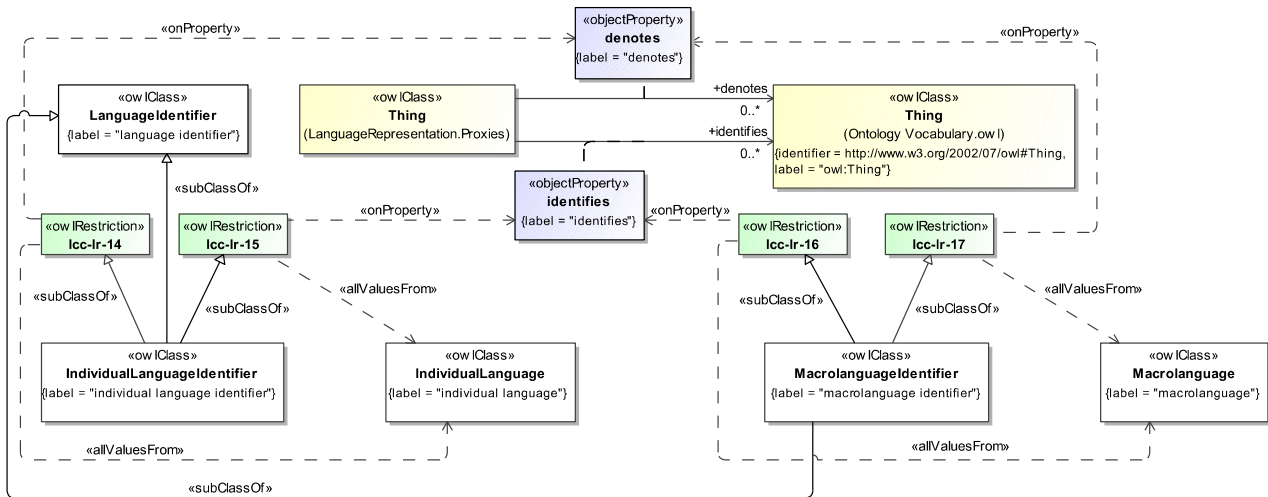 «objectProperty»
denotes
{label = "denotes"}
«onProperty»
«onProperty»
«owlClass»
LanguageIdentifier
{label = "language identifier"}
«owlClass»
Thing
(LanguageRepresentation.Proxies)
+denotes
0..*
+identifies
0..*
«owlClass»
Thing
(Ontology Vocabulary.owl)
{identifier = http://www.w3.org/2002/07/owl#Thing,
label = "owl:Thing"}
«subClassOf»
«objectProperty»
identifies
{label = "identifies"}
«onProperty»
«onProperty»
«owlRestriction»
lcc-lr-14
«owlRestriction»
lcc-lr-15
«owlRestriction»
lcc-lr-16
«owlRestriction»
lcc-lr-17
«subClassOf»
«subClassOf»
«allValuesFrom»
«subClassOf»
«subClassOf»
«allValuesFrom»
«owlClass»
IndividualLanguageIdentifier
{label = "individual language identifier"}
«owlClass»
IndividualLanguage
{label = "individual language"}
«owlClass»
MacrolanguageIdentifier
{label = "macrolanguage identifier"}
«owlClass»
Macrolanguage
{label = "macrolanguage"}
«allValuesFrom»
«allValuesFrom»
«subClassOf»